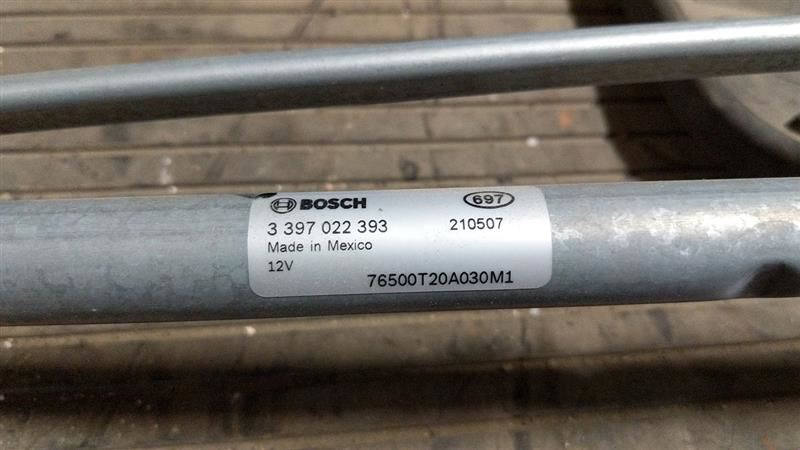 BOSCH 697
3 397 022 393 210507
Made in Mexico
12V
76500T20A030M1